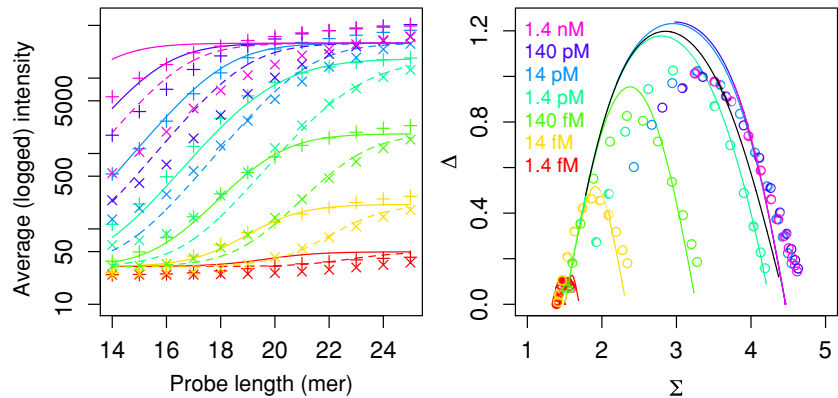 Average (logged) intensity
5000
500
50
10
14 16 18 20 22 24
Probe length (mer)
Δ
1.2
0.8
0.4
0.0
1.4 nM
140 pM
14 pM
1.4 pM
140 fM
14 fM
1.4 fM
1 2 3 4 5
Σ